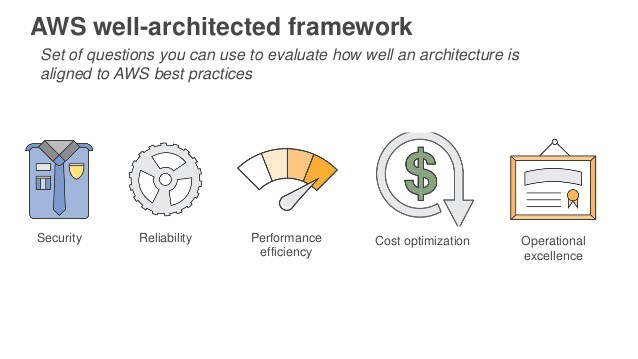 AWS well-architected framework
Set of questions you can use to evaluate how well an architecture is
aligned to AWS best practices
$
Security
Reliability
Performance
efficiency
Cost optimization
Operational
excellence